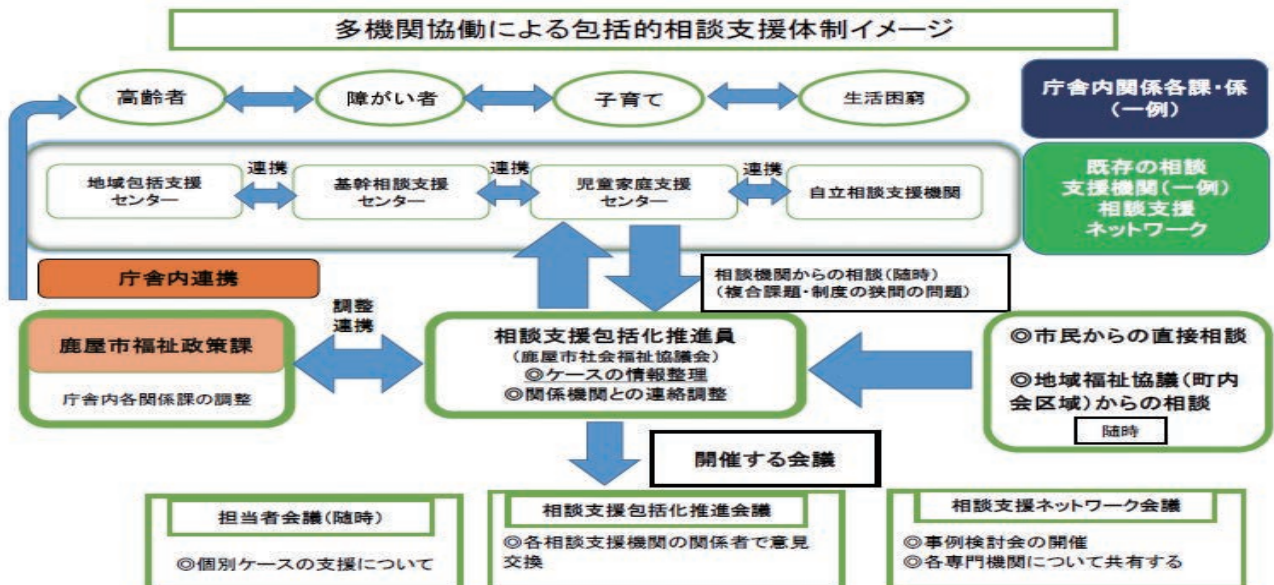 多機関協働による包括的相談支援体制イメージ
高齢者
障がい者
子育て
生活困窮
庁舎内関係各課・係
(一例)
地域包括支援
センター
連携
基幹相談支援
センター
連携
児童家庭支援
センター
連携
自立相談支援機関
既存の相談
支援機関(一例)
相談支援
ネットワーク
庁舎内連携
相談機関からの相談(随時)
(複合課題・制度の狭間の問題)
鹿屋市福祉政策課
庁舎内各関係課の調整
調整
連携
相談支援包括化推進員
(鹿屋市社会福祉協議会)
◎ケースの情報整理
◎関係機関との連絡調整
◎市民からの直接相談
◎地域福祉協議(町内
会区域)からの相談
随時
開催する会議
担当者会議(随時)
◎個別ケースの支援について
相談支援包括化推進会議
◎各相談支援機関の関係者で意見
交換
相談支援ネットワーク会議
◎事例検討会の開催
◎各専門機関について共有する